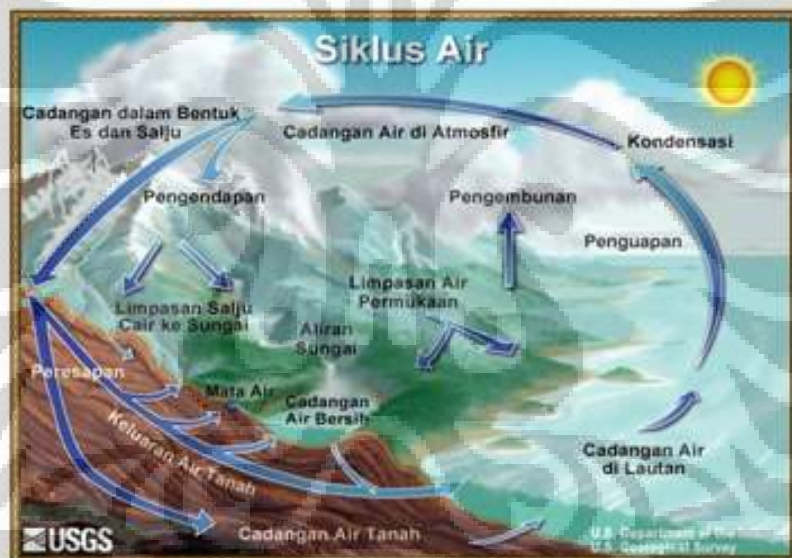 Siklus Air
Cadangan dalam Bentuk
Es dan Salju
Cadangan Air di Atmosfir
Kondensasi
Pengendapan
Pengembunan
Penguapan
Limpasan Air
Permukaan
Limpasan Salju
Cair ke Sungai
Aliran
Sungai
Peresapan
Mata Air
Cadangan
Air Bersih
Keluaran Air Tanah
Cadangan Air
di Lautan
Cadangan Air Tanah
USGS
U.S. Department of the
U.S. Geological